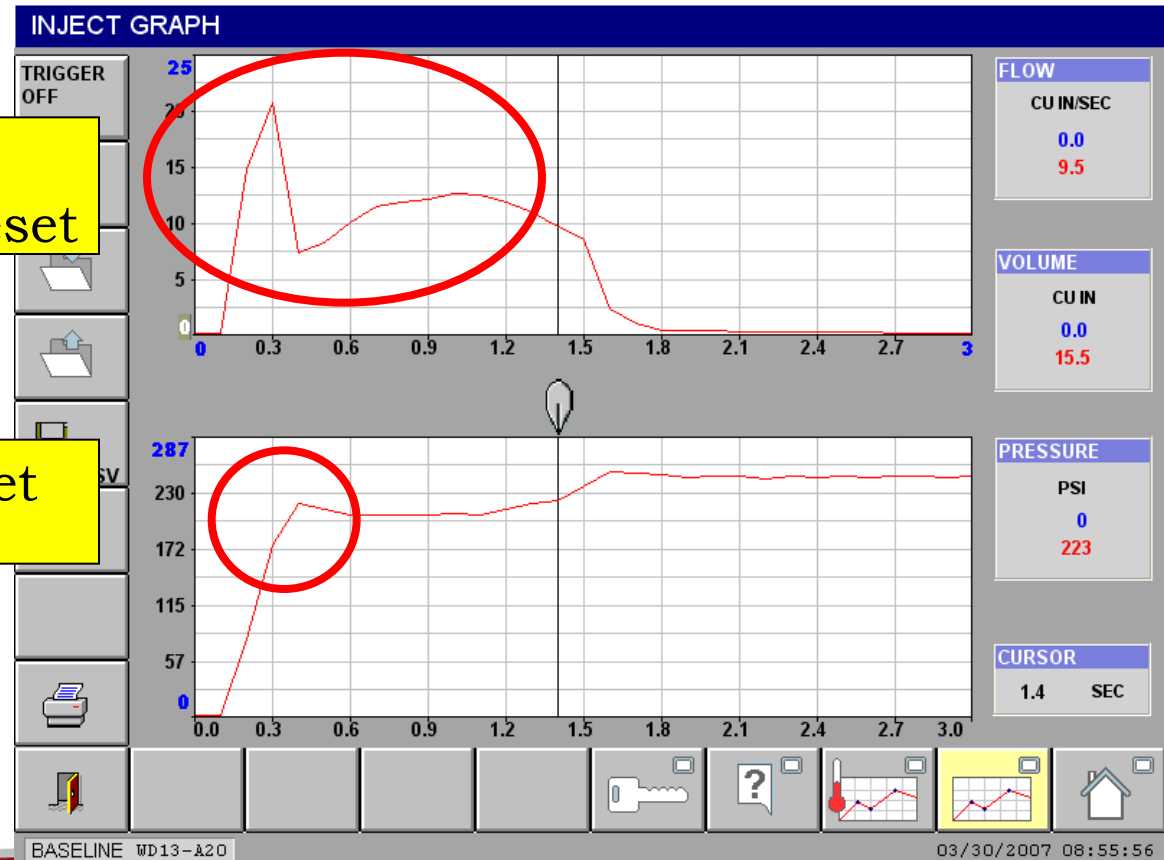 INJECT GRAPH
TRIGGER
OFF
set
et
SV
25
20
15
10
5
0
0 0.3 0.6 0.9 1.2 1.5 1.8 2.1 2.4 2.7 3
287
230
172
115
57
0
0.0 0.3 0.6 0.9 1.2 1.5 1.8 2.1 2.4 2.7 3.0
FLOW
CU IN/SEC
0.0
9.5
VOLUME
CU IN
0.0
15.5
PRESSURE
PSI
0
223
CURSOR
1.4 SEC
?
BASELINE WD13-A20
03/30/2007 08:55:56